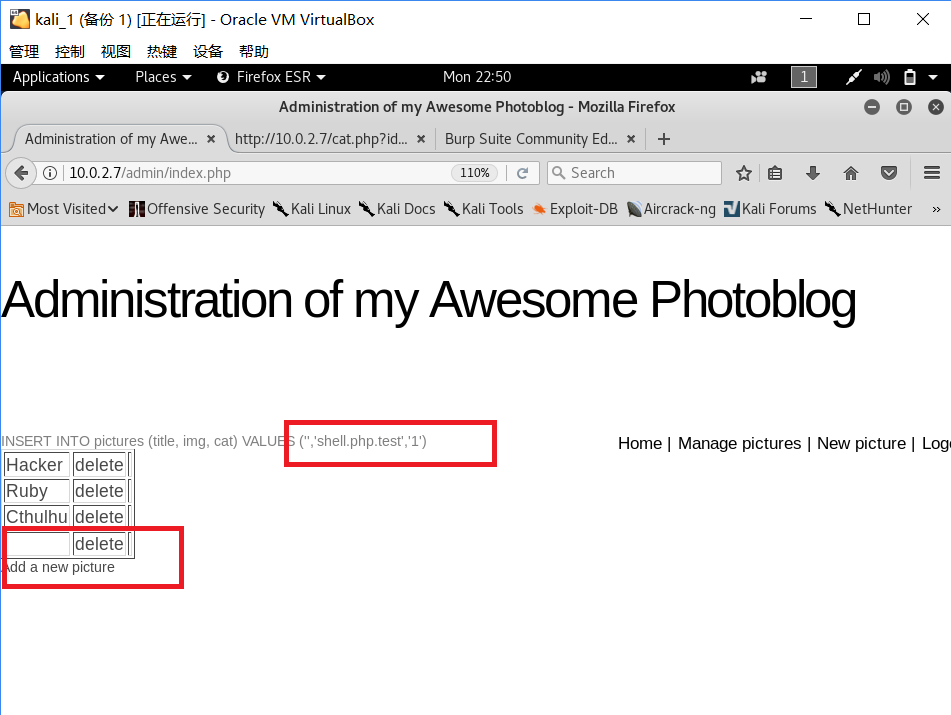 kali_1 (备份 1) [正在运行] - Oracle VM VirtualBox
管理 控制 视图 热键 设备 帮助
Applications Places Firefox ESR Mon 22:50 1
Administration of my Awesome Photoblog - Mozilla Firefox
Administration of my Awe... × http://10.0.2.7/cat.php?id... × Burp Suite Community Ed... × +
10.0.2.7/admin/index.php 110% Search
Most Visited Offensive Security Kali Linux Kali Docs Kali Tools Exploit-DB Aircrack-ng Kali Forums NetHunter »
Administration of my Awesome Photoblog
INSERT INTO pictures (title, img, cat) VALUES ('','shell.php.test','1')
Home | Manage pictures | New picture | Logo
Hacker delete
Ruby delete
Cthulhu delete
delete
Add a new picture